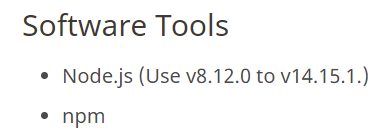 Software Tools
• Node.js (Use v8.12.0 to v14.15.1.)
• npm